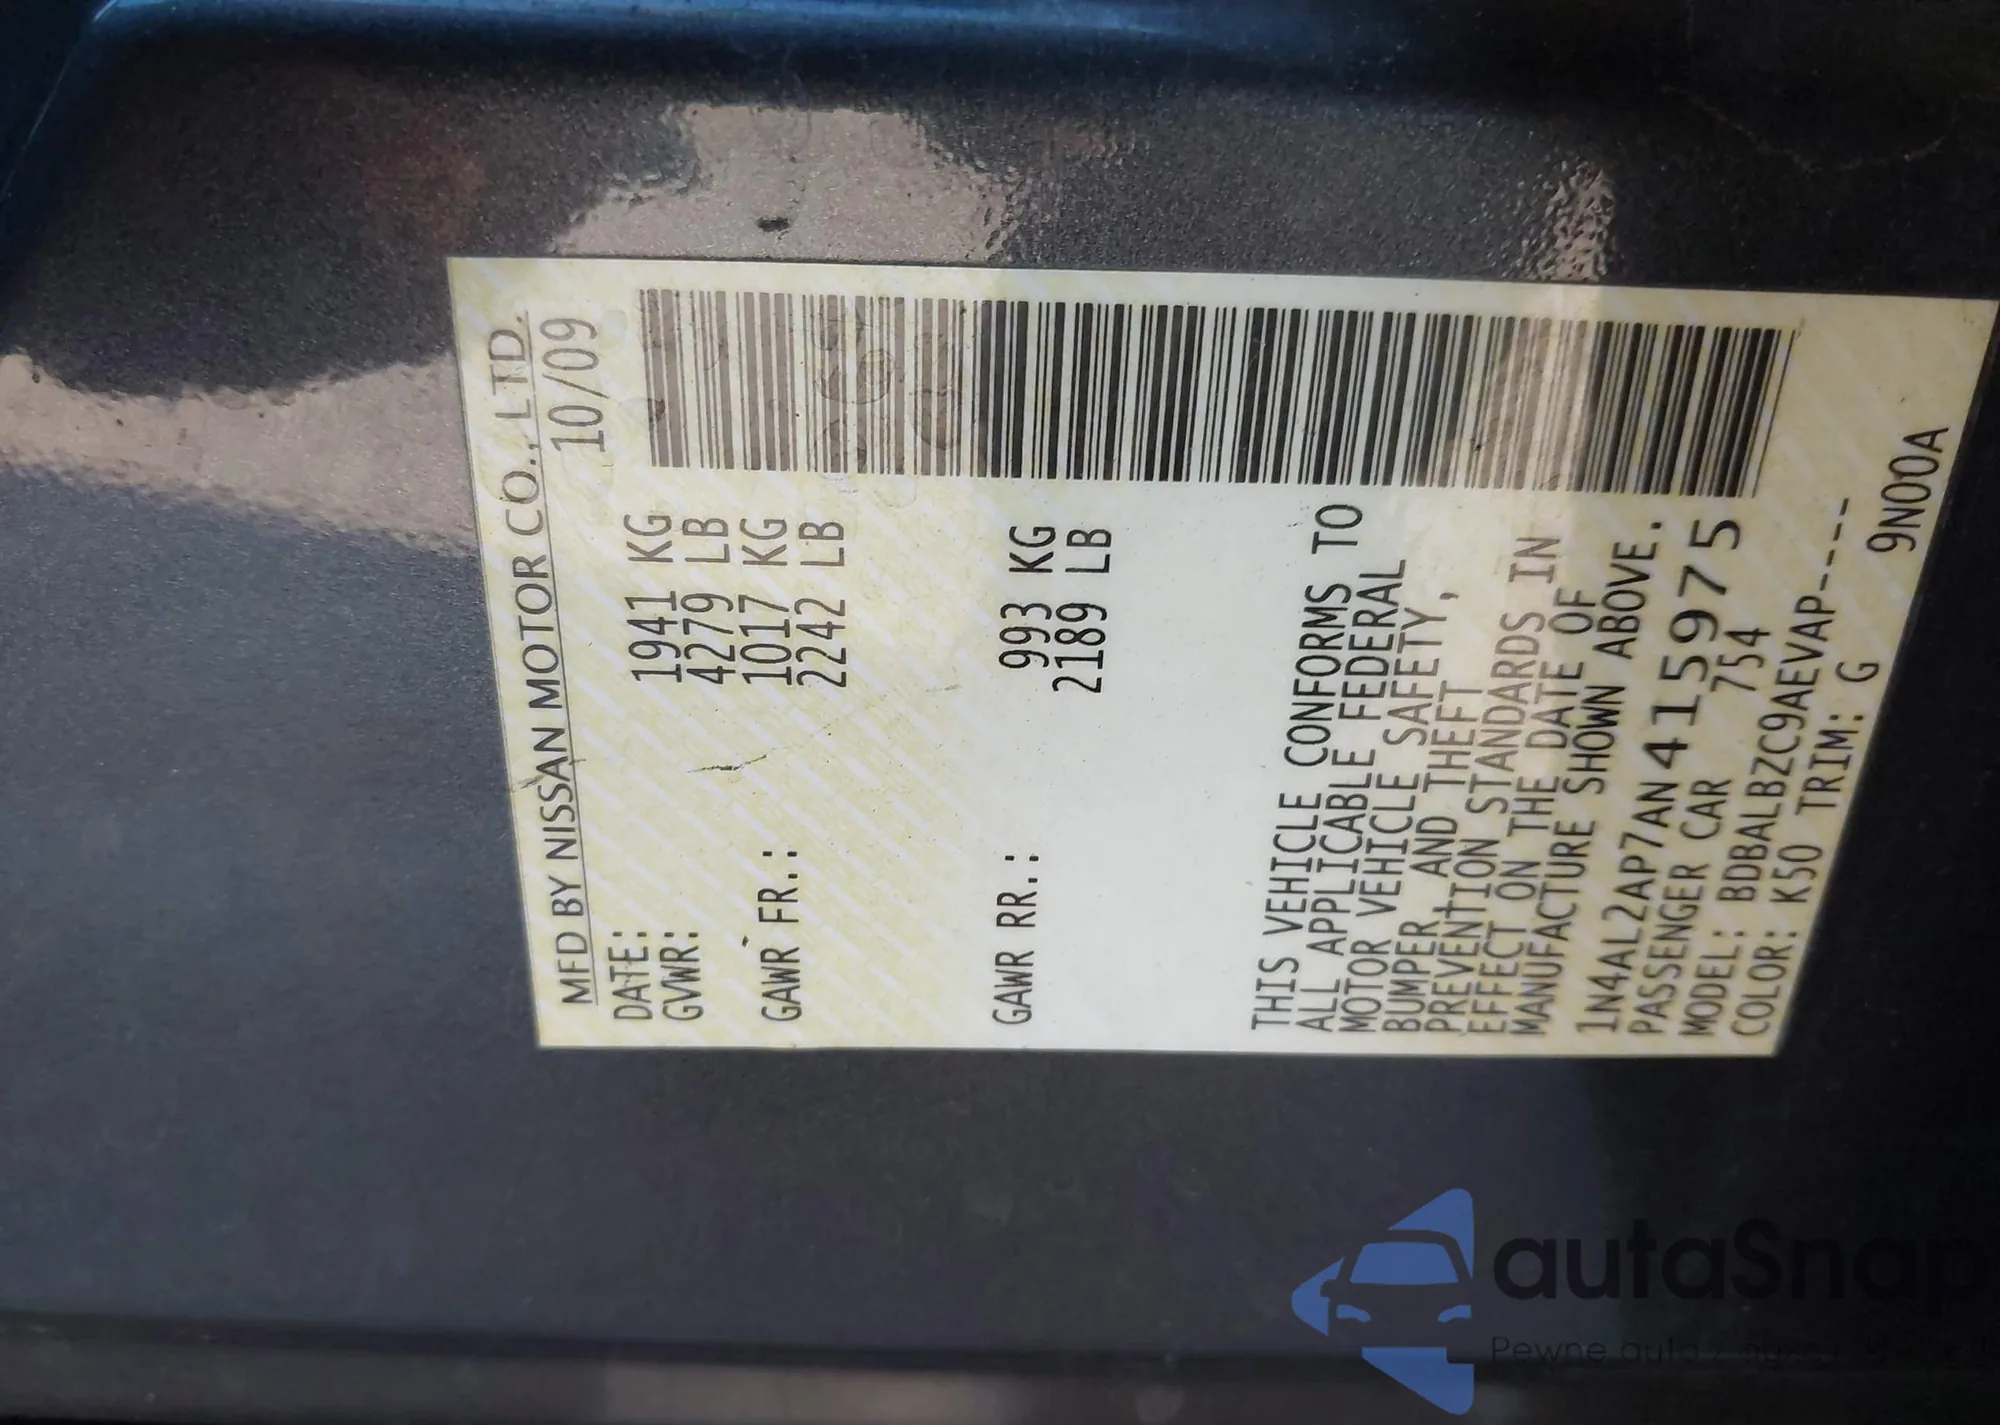 MFD BY NISSAN MOTOR CO., LTD.
DATE: 10/09
GVWR: 1941 KG
4279 LB
GAWR FR.: 1017 KG
2242 LB
GAWR RR.: 993 KG
2189 LB
THIS VEHICLE CONFORMS TO
ALL APPLICABLE FEDERAL
MOTOR VEHICLE SAFETY,
BUMPER, AND THEFT
PREVENTION STANDARDS IN
EFFECT ON THE DATE OF
MANUFACTURE SHOWN ABOVE.
1N4AL2AP7AN415975
PASSENGER CAR 754
MODEL: BDBALBZC9AEVAP----
COLOR: K50 TRIM: G
9N00A
autaSnap
Pewne auta